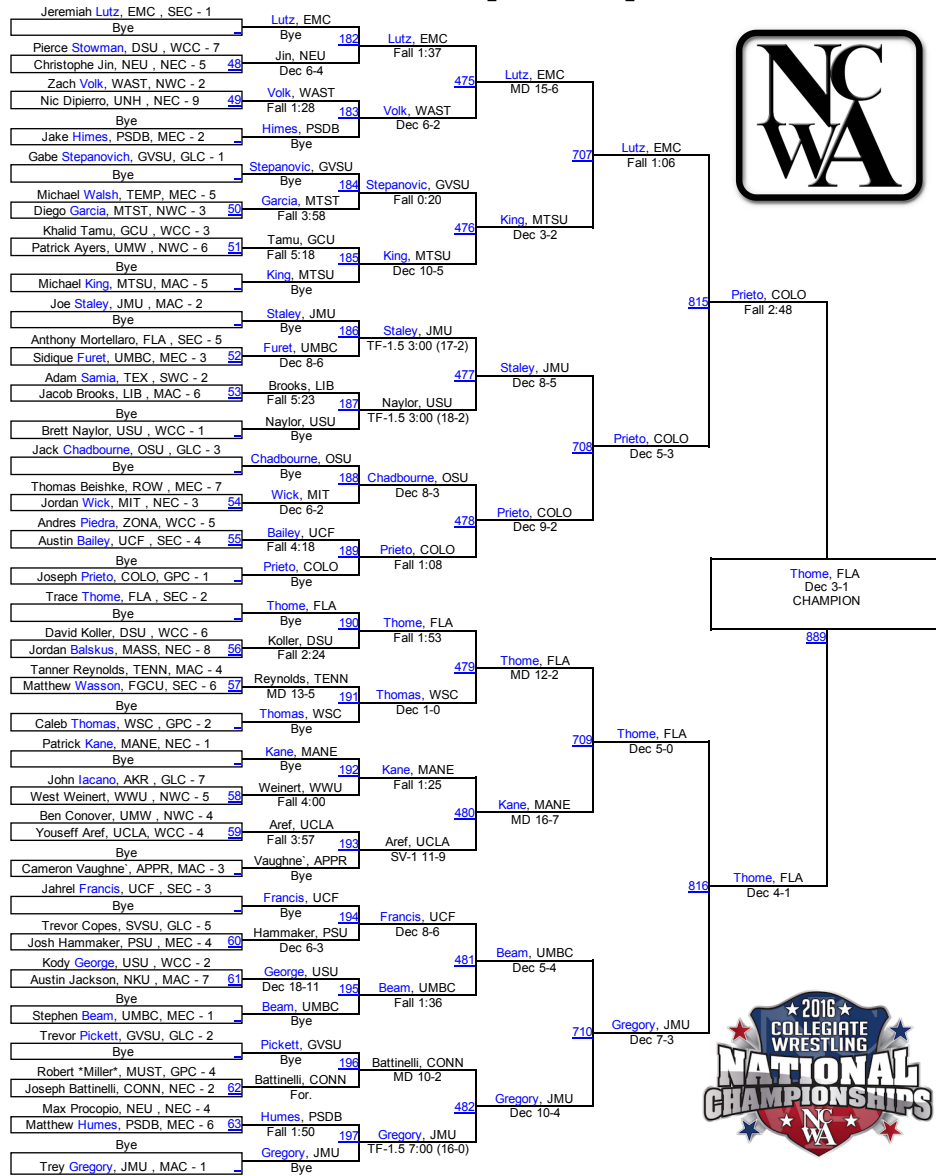 Jeremiah Lutz, EMC , SEC - 1
Bye
Pierce Stowman, DSU , WCC - 7
Christophe Jin, NEU , NEC - 5 48
Zach Volk, WAST, NWC - 2
Nic Dipierro, UNH , NEC - 9 49
Bye
Jake Himes, PSDB, MEC - 2
Gabe Stepanovich, GVSU, GLC - 1
Bye
Michael Walsh, TEMP, MEC - 5
Diego Garcia, MTST, NWC - 3 50
Khalid Tamu, GCU , WCC - 3
Patrick Ayers, UMW , NWC - 6 51
Bye
Michael King, MTSU, MAC - 5
Joe Staley, JMU , MAC - 2
Bye
Anthony Mortellaro, FLA , SEC - 5
Sidique Furet, UMBC, MEC - 3 52
Adam Samia, TEX , SWC - 2
Jacob Brooks, LIB , MAC - 6 53
Bye
Brett Naylor, USU , WCC - 1
Jack Chadbourne, OSU , GLC - 3
Bye
Thomas Beishke, ROW , MEC - 7
Jordan Wick, MIT , NEC - 3 54
Andres Piedra, ZONA, WCC - 5
Austin Bailey, UCF , SEC - 4 55
Bye
Joseph Prieto, COLO, GPC - 1
Trace Thome, FLA , SEC - 2
Bye
David Koller, DSU , WCC - 6
Jordan Balskus, MASS, NEC - 8 56
Tanner Reynolds, TENN, MAC - 4
Matthew Wasson, FGCU, SEC - 6 57
Bye
Caleb Thomas, WSC , GPC - 2
Patrick Kane, MANE, NEC - 1
Bye
John Iacano, AKR , GLC - 7
West Weinert, WWU , NWC - 5 58
Ben Conover, UMW , NWC - 4
Youseff Aref, UCLA, WCC - 4 59
Bye
Cameron Vaughne`, APPR, MAC - 3
Jahrel Francis, UCF , SEC - 3
Bye
Trevor Copes, SVSU, GLC - 5
Josh Hammaker, PSU , MEC - 4 60
Kody George, USU , WCC - 2
Austin Jackson, NKU , MAC - 7 61
Bye
Stephen Beam, UMBC, MEC - 1
Trevor Pickett, GVSU, GLC - 2
Bye
Robert *Miller*, MUST, GPC - 4
Joseph Battinelli, CONN, NEC - 2 62
Max Procopio, NEU , NEC - 4
Matthew Humes, PSDB, MEC - 6 63
Bye
Trey Gregory, JMU , MAC - 1
Lutz, EMC
Bye
182
Jin, NEU
Dec 6-4
Volk, WAST
Fall 1:28
183
Himes, PSDB
Bye
Stepanovic, GVSU
Bye
184
Garcia, MTST
Fall 3:58
Tamu, GCU
Fall 5:18
185
King, MTSU
Bye
Staley, JMU
Bye
186
Furet, UMBC
Dec 8-6
Brooks, LIB
Fall 5:23
187
Naylor, USU
Bye
Chadbourne, OSU
Bye
188
Wick, MIT
Dec 6-2
Bailey, UCF
Fall 4:18
189
Prieto, COLO
Bye
Thome, FLA
Bye
190
Koller, DSU
Fall 2:24
Reynolds, TENN
MD 13-5
191
Thomas, WSC
Bye
Kane, MANE
Bye
192
Weinert, WWU
Fall 4:00
Aref, UCLA
Fall 3:57
193
Vaughne`, APPR
Bye
Francis, UCF
Bye
194
Hammaker, PSU
Dec 6-3
George, USU
Dec 18-11
195
Beam, UMBC
Bye
Pickett, GVSU
Bye
196
Battinelli, CONN
For.
Humes, PSDB
Fall 1:50
197
Gregory, JMU
Bye
Lutz, EMC
Fall 1:37
475
Volk, WAST
Dec 6-2
Stepanovic, GVSU
Fall 0:20
476
King, MTSU
Dec 10-5
Staley, JMU
TF-1.5 3:00 (17-2)
477
Naylor, USU
TF-1.5 3:00 (18-2)
Chadbourne, OSU
Dec 8-3
478
Prieto, COLO
Fall 1:08
Thome, FLA
Fall 1:53
479
Thomas, WSC
Dec 1-0
Kane, MANE
Fall 1:25
480
Aref, UCLA
SV-1 11-9
Francis, UCF
Dec 8-6
481
Beam, UMBC
Fall 1:36
Battinelli, CONN
MD 10-2
482
Gregory, JMU
TF-1.5 7:00 (16-0)
Lutz, EMC
MD 15-6
707
King, MTSU
Dec 3-2
Staley, JMU
Dec 8-5
708
Prieto, COLO
Dec 9-2
Thome, FLA
MD 12-2
709
Kane, MANE
MD 16-7
Beam, UMBC
Dec 5-4
710
Gregory, JMU
Dec 10-4
Lutz, EMC
Fall 1:06
815
Prieto, COLO
Dec 5-3
Thome, FLA
Dec 5-0
816
Gregory, JMU
Dec 7-3
Prieto, COLO
Fall 2:48
Thome, FLA
Dec 4-1
Thome, FLA
Dec 3-1
CHAMPION
889
NCWA
2016
COLLEGIATE
WRESTLING
NATIONAL
CHAMPIONSHIPS
NCWA